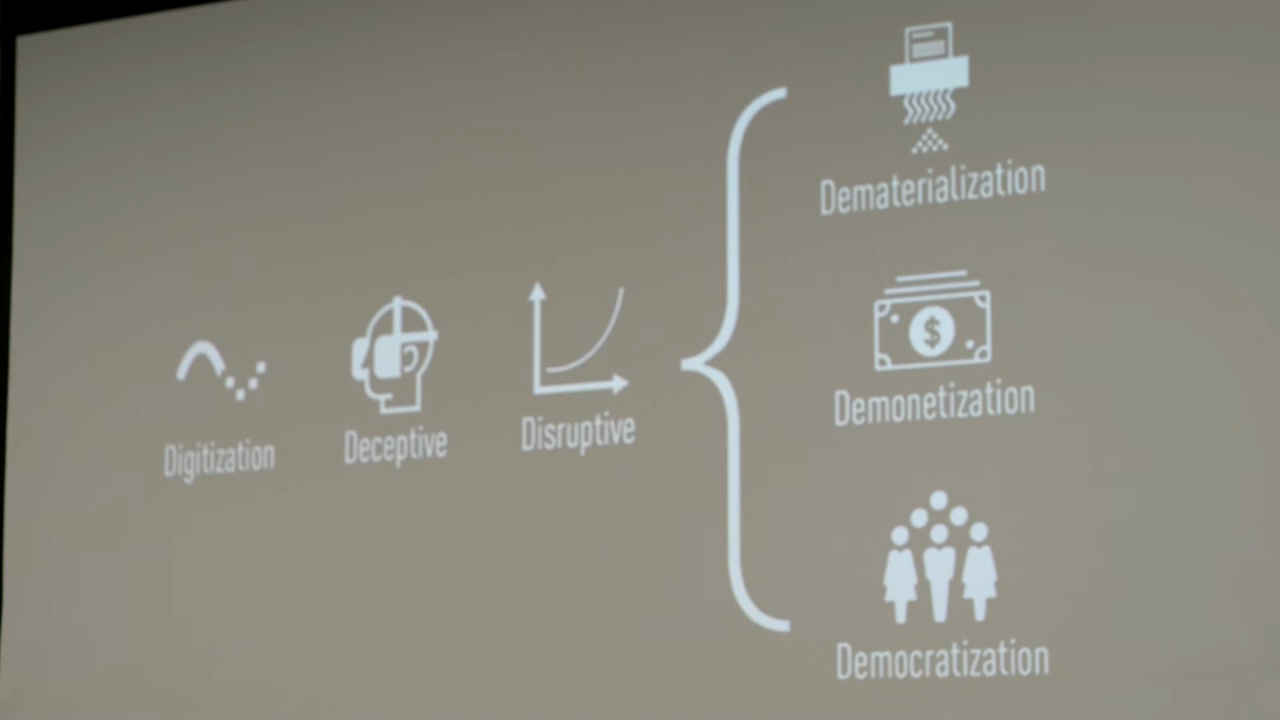 Digitization
Deceptive
Disruptive
Dematerialization
$
Demonetization
Democratization